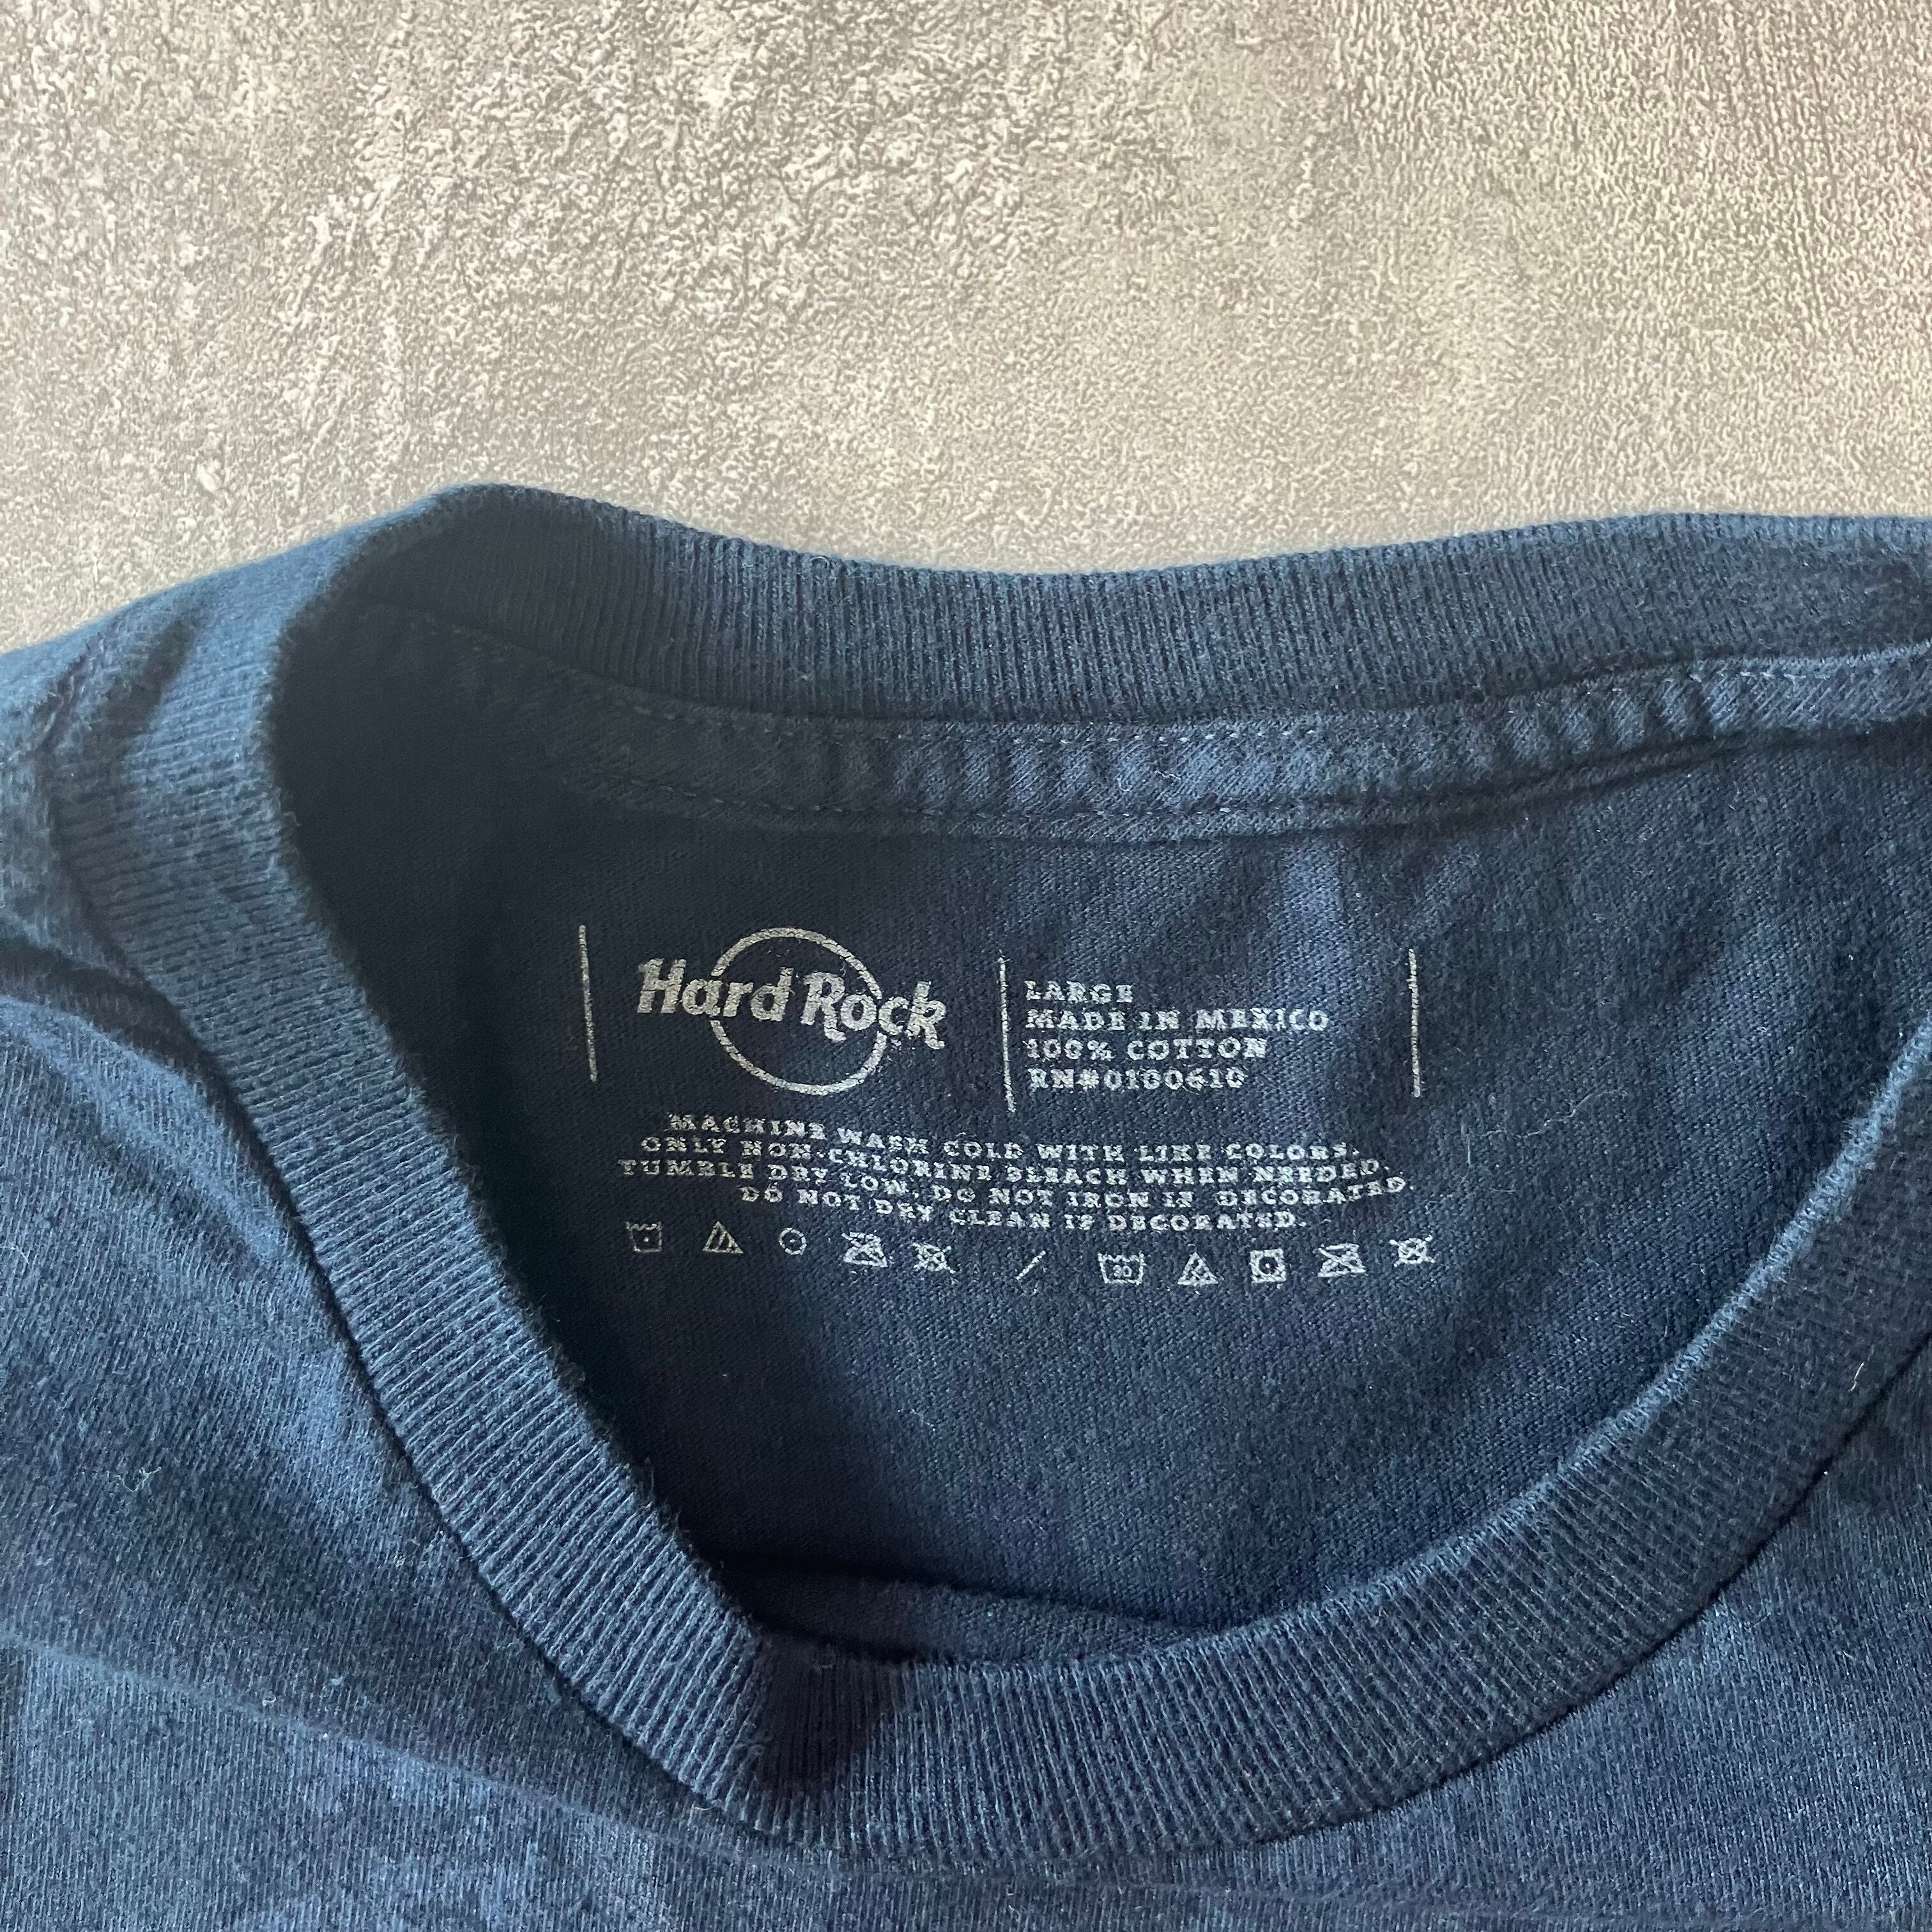 Hard Rock
LARGE
MADE IN MEXICO
100% COTTON
RN#0100610
MACHINE WASH COLD WITH LIKE COLORS.
ONLY NON-CHLORINE BLEACH WHEN NEEDED.
TUMBLE DRY LOW. DO NOT IRON IF DECORATED.
DO NOT DRY CLEAN IF DECORATED.
30